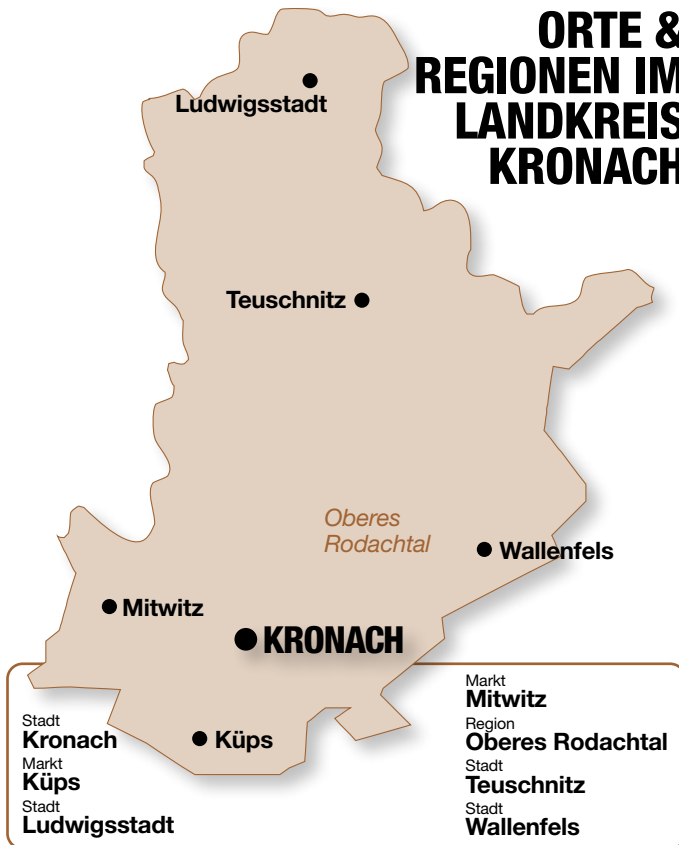 ORTE &
REGIONEN IM
LANDKREIS
KRONACH
Ludwigsstadt
Teuschnitz
Oberes
Rodachtal
Wallenfels
Mitwitz
KRONACH
Küps
Stadt
Kronach
Markt
Küps
Stadt
Ludwigsstadt
Markt
Mitwitz
Region
Oberes Rodachtal
Stadt
Teuschnitz
Stadt
Wallenfels